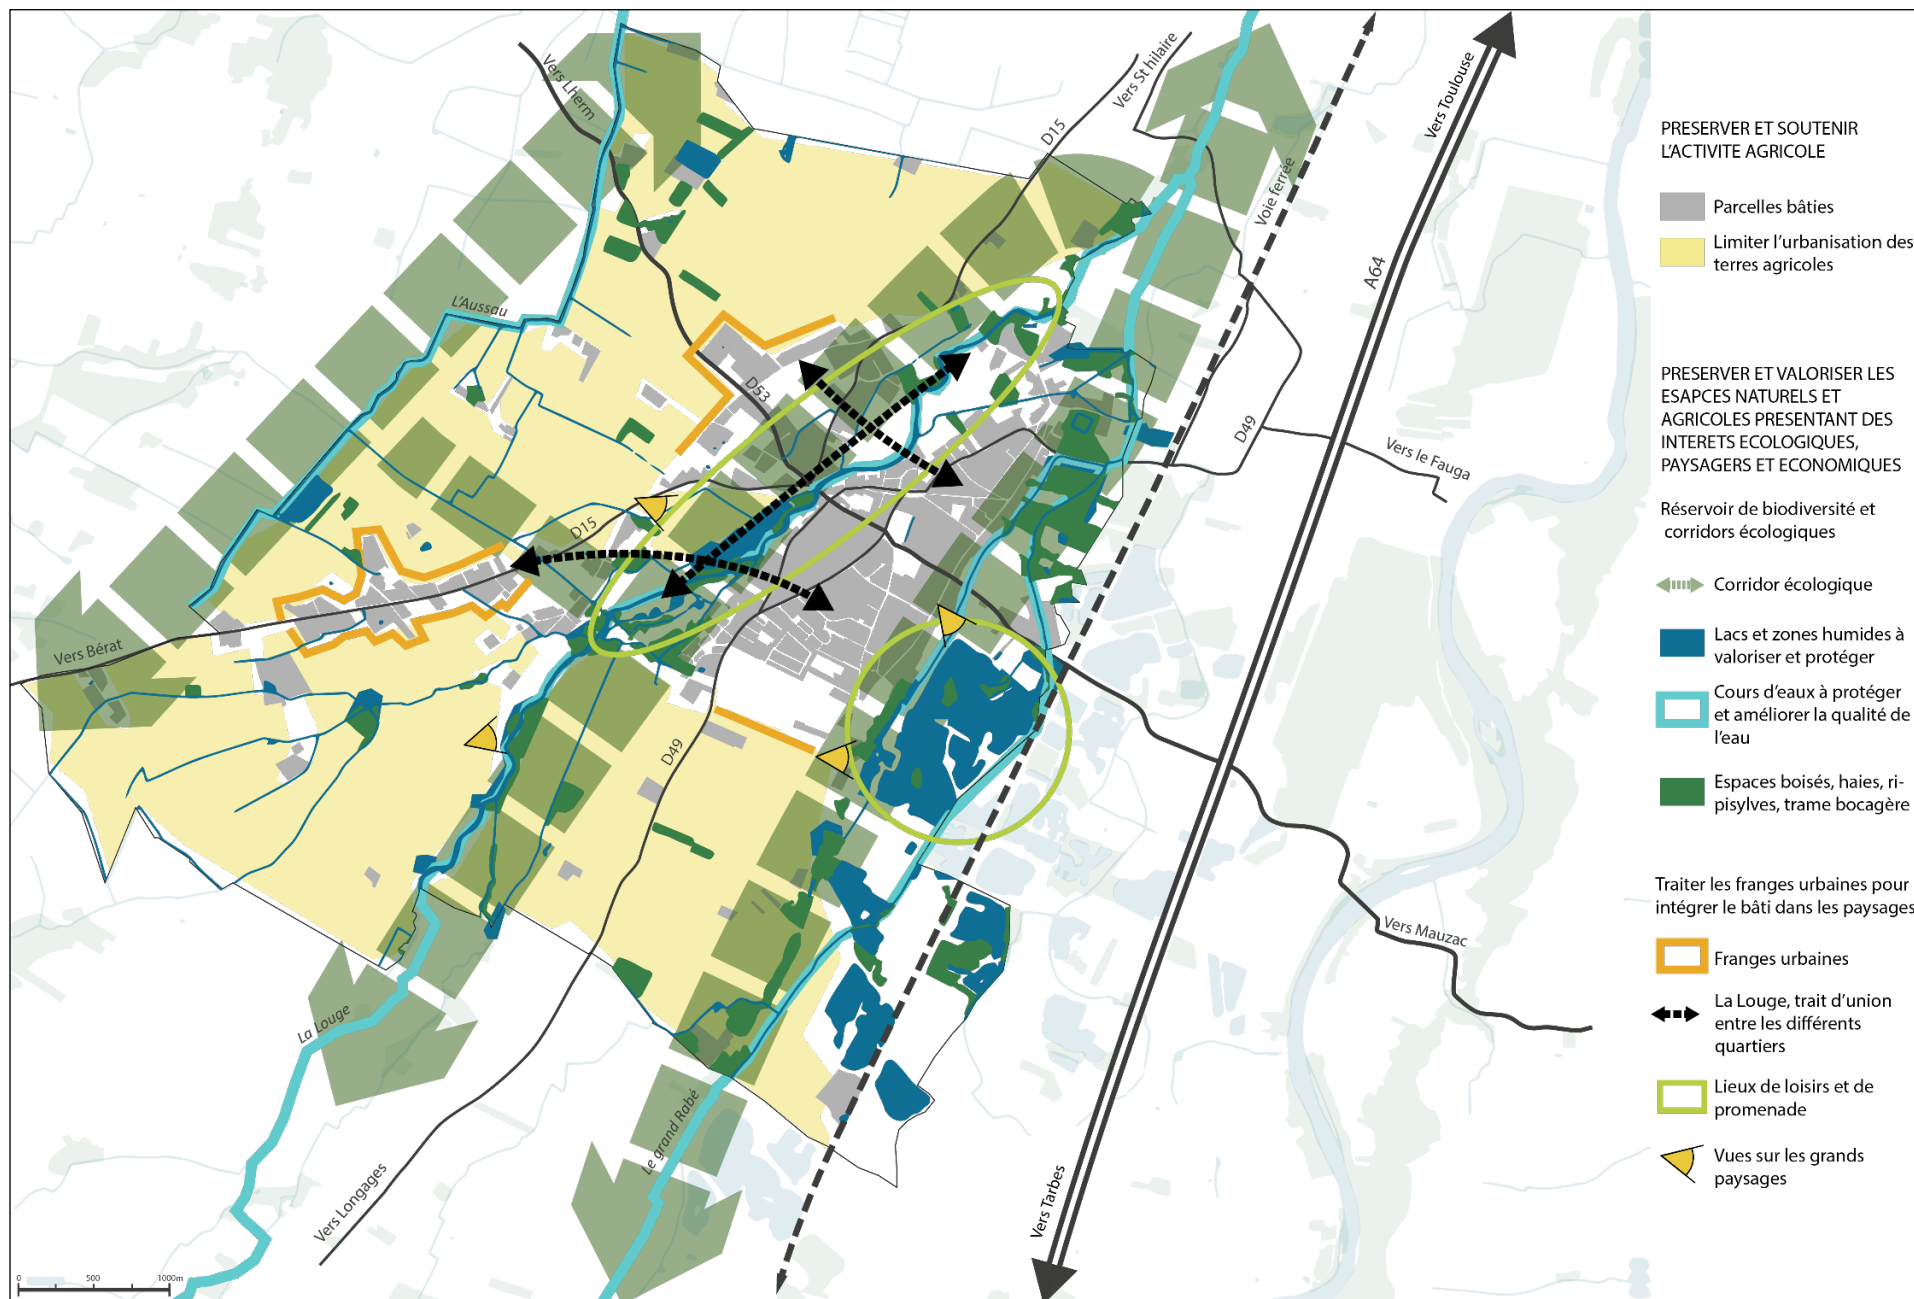 Vers Lherm
D15
Vers St hilaire
Voie ferrée
Vers Toulouse
A64
L'Aussau
D53
D49
Vers le Fauga
D15
Vers Bérat
D49
Vers Mauzac
La Louge
Le grand Rabé
Vers Longages
Vers Tarbes
0 500 1000m
PRESERVER ET SOUTENIR
L'ACTIVITE AGRICOLE
Parcelles bâties
Limiter l'urbanisation des
terres agricoles
PRESERVER ET VALORISER LES
ESAPCES NATURELS ET
AGRICOLES PRESENTANT DES
INTERETS ECOLOGIQUES,
PAYSAGERS ET ECONOMIQUES
Réservoir de biodiversité et
corridors écologiques
Corridor écologique
Lacs et zones humides à
valoriser et protéger
Cours d'eaux à protéger
et améliorer la qualité de
l'eau
Espaces boisés, haies, ri-
pisylves, trame bocagère
Traiter les franges urbaines pour
intégrer le bâti dans les paysages
Franges urbaines
La Louge, trait d'union
entre les différents
quartiers
Lieux de loisirs et de
promenade
Vues sur les grands
paysages